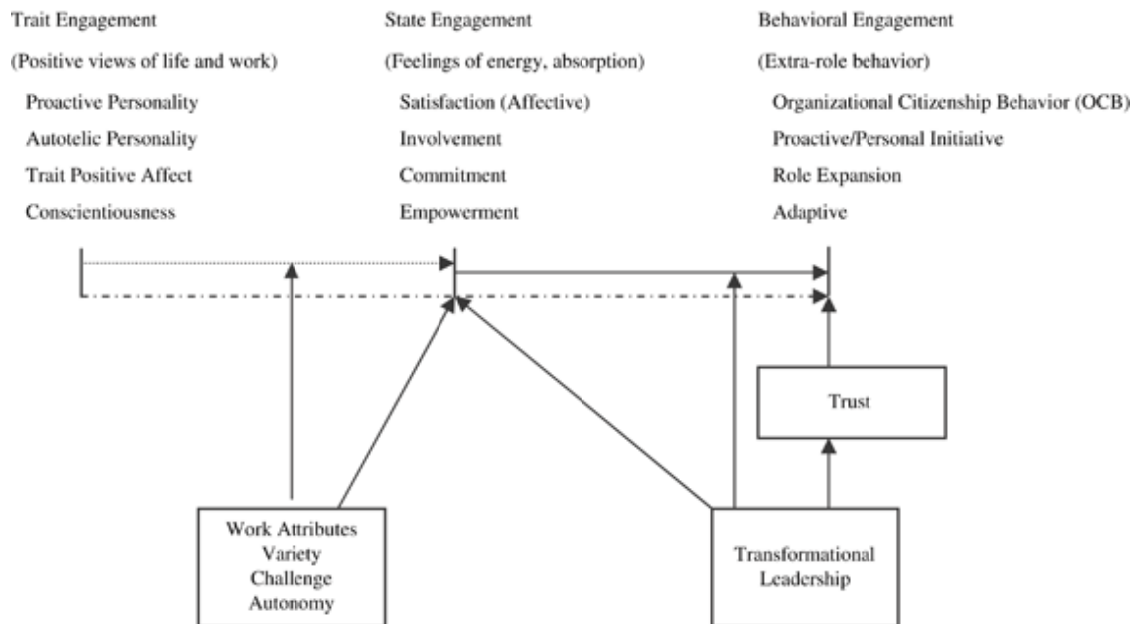 Trait Engagement
(Positive views of life and work)
Proactive Personality
Autotelic Personality
Trait Positive Affect
Conscientiousness
State Engagement
(Feelings of energy, absorption)
Satisfaction (Affective)
Involvement
Commitment
Empowerment
Behavioral Engagement
(Extra-role behavior)
Organizational Citizenship Behavior (OCB)
Proactive/Personal Initiative
Role Expansion
Adaptive
Trust
Work Attributes
Variety
Challenge
Autonomy
Transformational
Leadership